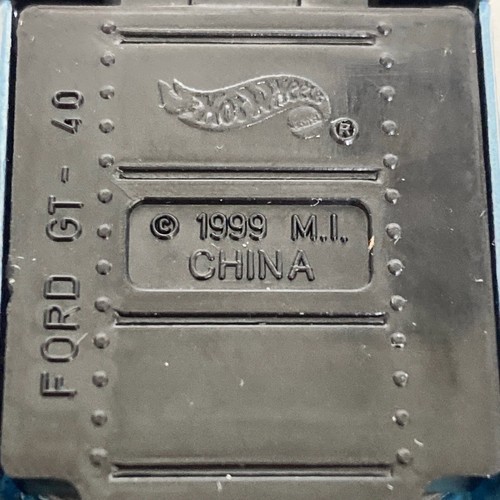 HOT WHEELS ®
© 1999 M.I.
CHINA
FORD GT-40